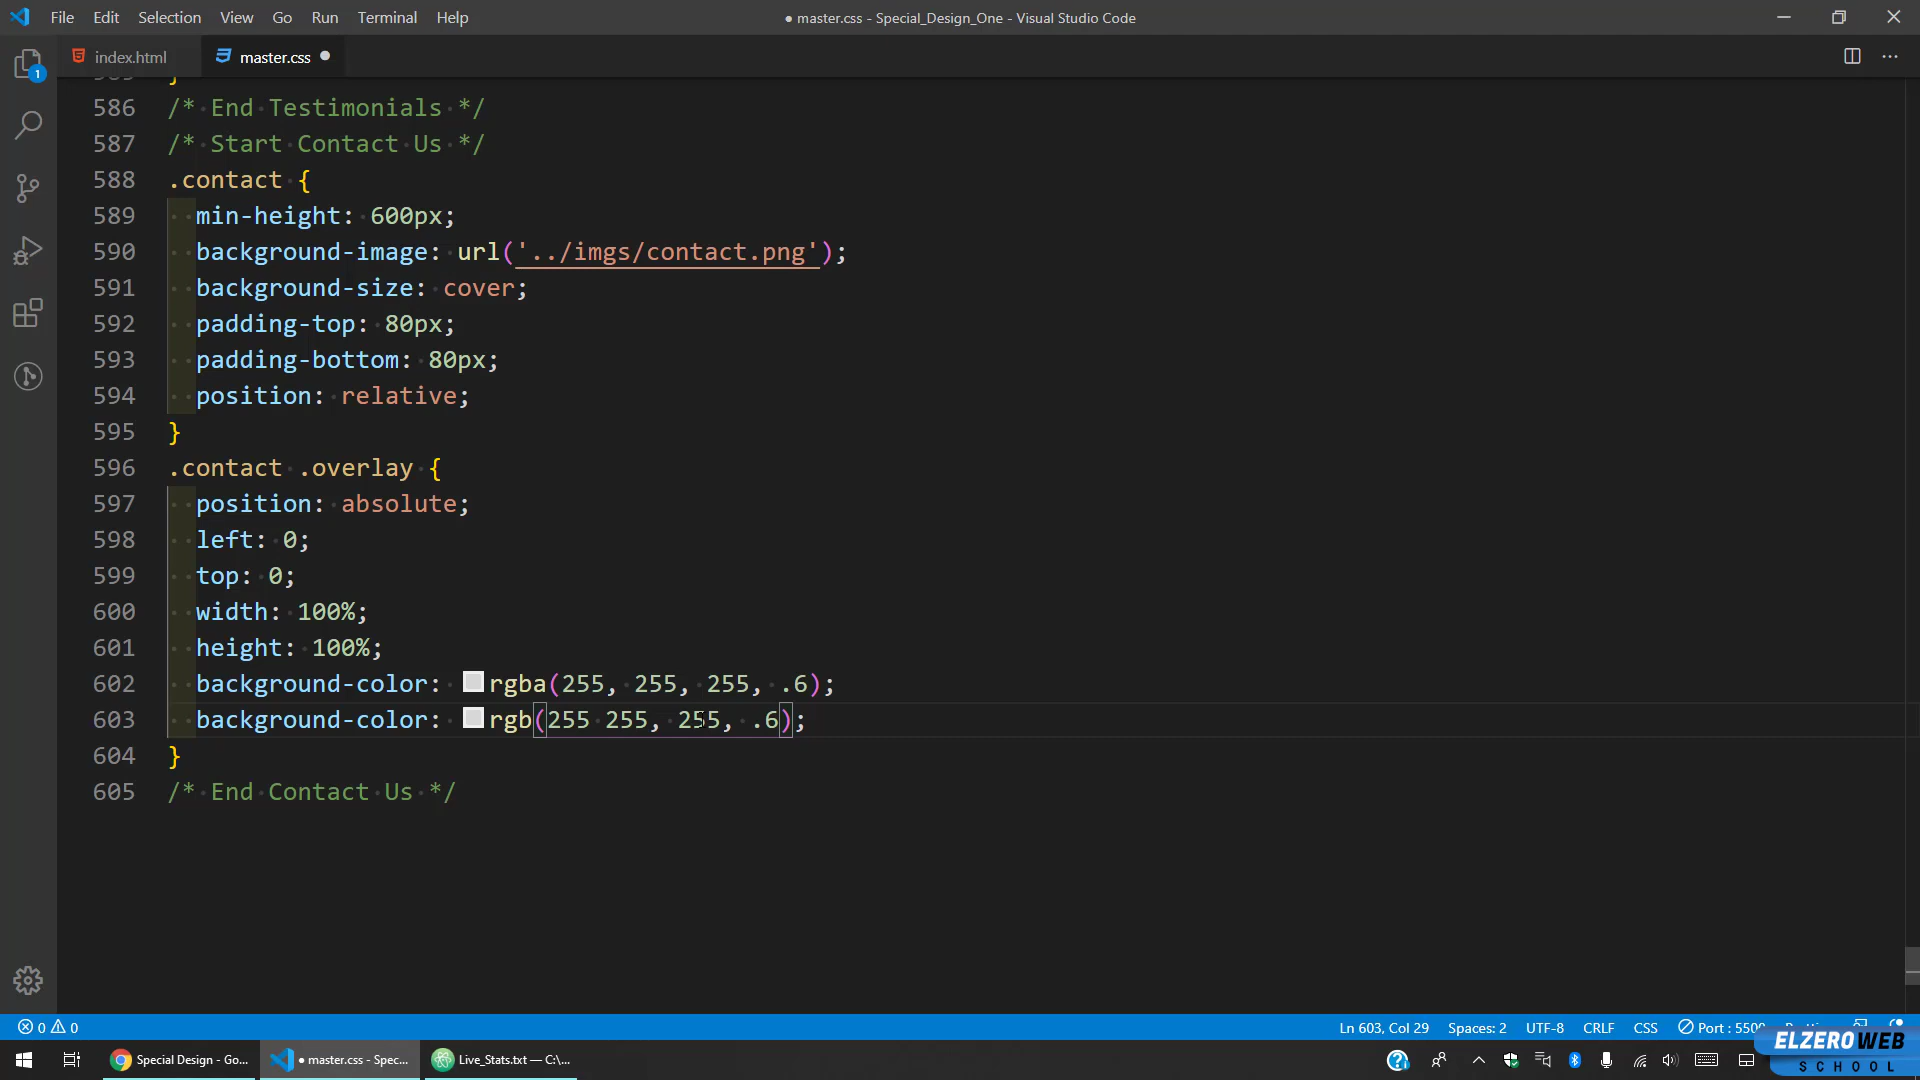 File Edit Selection View Go Run Terminal Help
● master.css - Special_Design_One - Visual Studio Code
index.html
master.css ●
1
586 /* End Testimonials */
587 /* Start Contact Us */
588 .contact {
589 min-height: 600px;
590 background-image: url('../imgs/contact.png');
591 background-size: cover;
592 padding-top: 80px;
593 padding-bottom: 80px;
594 position: relative;
595 }
596 .contact .overlay {
597 position: absolute;
598 left: 0;
599 top: 0;
600 width: 100%;
601 height: 100%;
602 background-color: rgba(255, 255, 255, .6);
603 background-color: rgb(255 255, 255, .6);
604 }
605 /* End Contact Us */
0 0
Ln 603, Col 29 Spaces: 2 UTF-8 CRLF CSS Port : 5500
ELZEROWEB
SCHOOL
Special Design - Go...
● master.css - Spec...
Live_Stats.txt — C:\...